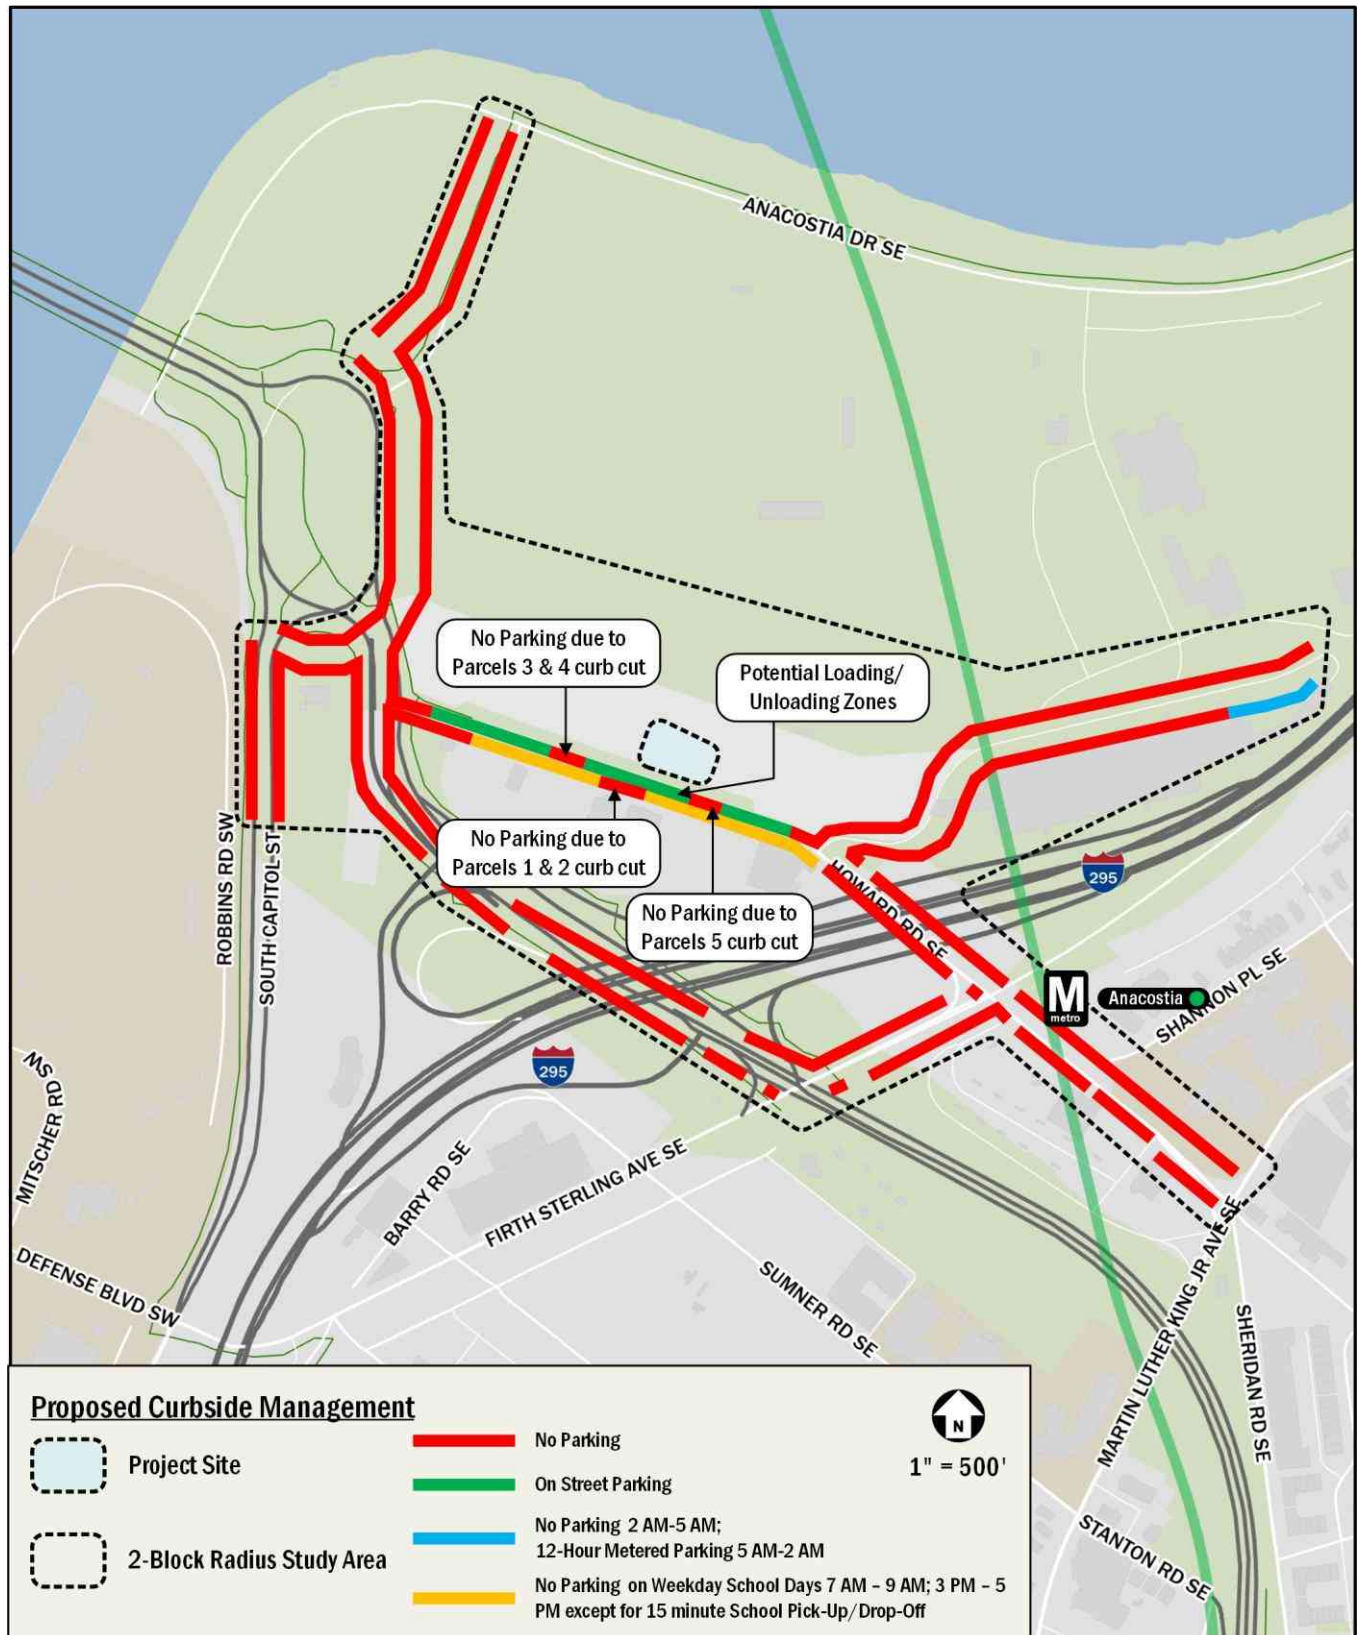 ANACOSTIA DR SE
No Parking due to
Parcels 3 & 4 curb cut
Potential Loading/
Unloading Zones
No Parking due to
Parcels 1 & 2 curb cut
No Parking due to
Parcels 5 curb cut
HOWARD RD SE
295
ROBBINS RD SW
SOUTH CAPITOL ST
M
metro
Anacostia
SHANNON PL SE
295
MITSCHER RD SW
BARRY RD SE
FIRTH STERLING AVE SE
DEFENSE BLVD SW
SUMNER RD SE
MARTIN LUTHER KING JR AVE SE
SHERIDAN RD SE
STANTON RD SE
Proposed Curbside Management
Project Site
2-Block Radius Study Area
No Parking
On Street Parking
No Parking 2 AM-5 AM;
12-Hour Metered Parking 5 AM-2 AM
No Parking on Weekday School Days 7 AM – 9 AM; 3 PM – 5
PM except for 15 minute School Pick-Up/Drop-Off
N
1" = 500'